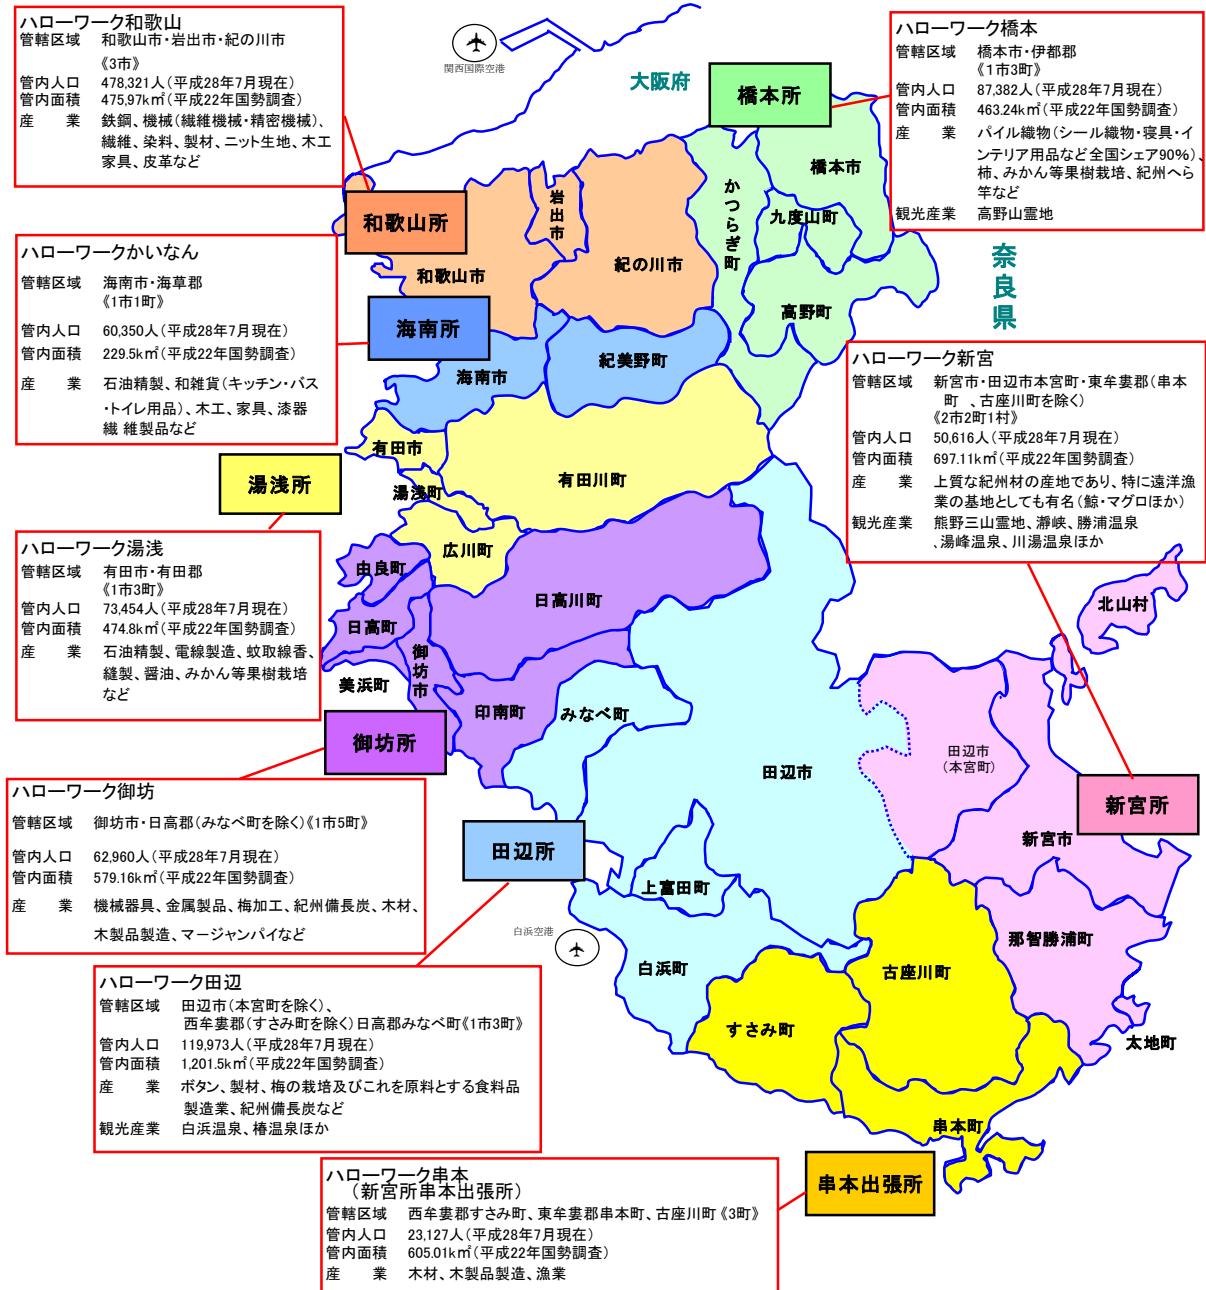 ハローワーク和歌山
管轄区域 和歌山市・岩出市・紀の川市
《3市》
管内人口 478,321人(平成28年7月現在)
管内面積 475,97k㎡(平成22年国勢調査)
産 業 鉄鋼、機械(繊維機械・精密機械)、
繊維、染料、製材、ニット生地、木工
家具、皮革など
関西国際空港
大阪府
橋本所
ハローワーク橋本
管轄区域 橋本市・伊都郡
《1市3町》
管内人口 87,382人(平成28年7月現在)
管内面積 463.24k㎡(平成22年国勢調査)
産 業 パイル織物(シール織物・寝具・イ
ンテリア用品など全国シェア90%)、
柿、みかん等果樹栽培、紀州へら
竿など
観光産業 高野山霊地
和歌山所
岩出市
和歌山市
紀の川市
かつらぎ町
橋本市
九度山町
高野町
奈良県
ハローワークかいなん
管轄区域 海南市・海草郡
《1市1町》
管内人口 60,350人(平成28年7月現在)
管内面積 229.5k㎡(平成22年国勢調査)
産 業 石油精製、和雑貨(キッチン・バス
・トイレ用品)、木工、家具、漆器
繊 維製品など
海南所
海南市
紀美野町
ハローワーク新宮
管轄区域 新宮市・田辺市本宮町・東牟婁郡(串本
町 、古座川町を除く)
《2市2町1村》
管内人口 50,616人(平成28年7月現在)
管内面積 697.11k㎡(平成22年国勢調査)
産 業 上質な紀州材の産地であり、特に遠洋漁
業の基地としても有名(鯨・マグロほか)
観光産業 熊野三山霊地、瀞峡、勝浦温泉
、湯峰温泉、川湯温泉ほか
湯浅所
有田市
湯浅町
有田川町
広川町
ハローワーク湯浅
管轄区域 有田市・有田郡
《1市3町》
管内人口 73,454人(平成28年7月現在)
管内面積 474.8k㎡(平成22年国勢調査)
産 業 石油精製、電線製造、蚊取線香、
縫製、醤油、みかん等果樹栽培
など
由良町
日高町
美浜町
御坊市
日高川町
印南町
みなべ町
北山村
御坊所
田辺市
田辺市
(本宮町)
新宮市
新宮所
ハローワーク御坊
管轄区域 御坊市・日高郡(みなべ町を除く)《1市5町》
管内人口 62,960人(平成28年7月現在)
管内面積 579.16k㎡(平成22年国勢調査)
産 業 機械器具、金属製品、梅加工、紀州備長炭、木材、
木製品製造、マージャンパイなど
田辺所
上富田町
白浜空港
白浜町
すさみ町
古座川町
那智勝浦町
太地町
串本町
ハローワーク田辺
管轄区域 田辺市(本宮町を除く)、
西牟婁郡(すさみ町を除く)日高郡みなべ町《1市3町》
管内人口 119,973人(平成28年7月現在)
管内面積 1,201.5k㎡(平成22年国勢調査)
産 業 ボタン、製材、梅の栽培及びこれを原料とする食料品
製造業、紀州備長炭など
観光産業 白浜温泉、椿温泉ほか
串本出張所
ハローワーク串本
(新宮所串本出張所)
管轄区域 西牟婁郡すさみ町、東牟婁郡串本町、古座川町《3町》
管内人口 23,127人(平成28年7月現在)
管内面積 605.01k㎡(平成22年国勢調査)
産 業 木材、木製品製造、漁業